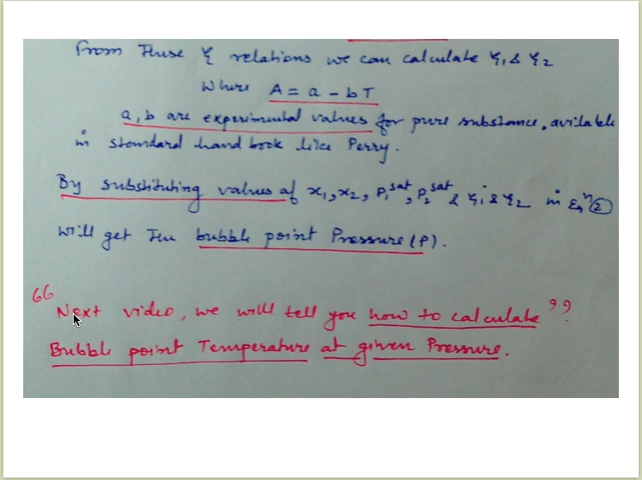 From These γ relations we can calculate γ₁ & γ₂
Where A = a - bT
a, b are experimental values for pure substance, avilable
in standard hand book like Perry.
By substituting values of x₁, x₂, P₁ˢᵃᵗ, P₂ˢᵃᵗ & γ₁ & γ₂ in Eqⁿ ②
Will get The bubble point Pressure (P).
"Next video, we will tell you how to calculate"
Bubble point Temperature at given Pressure.